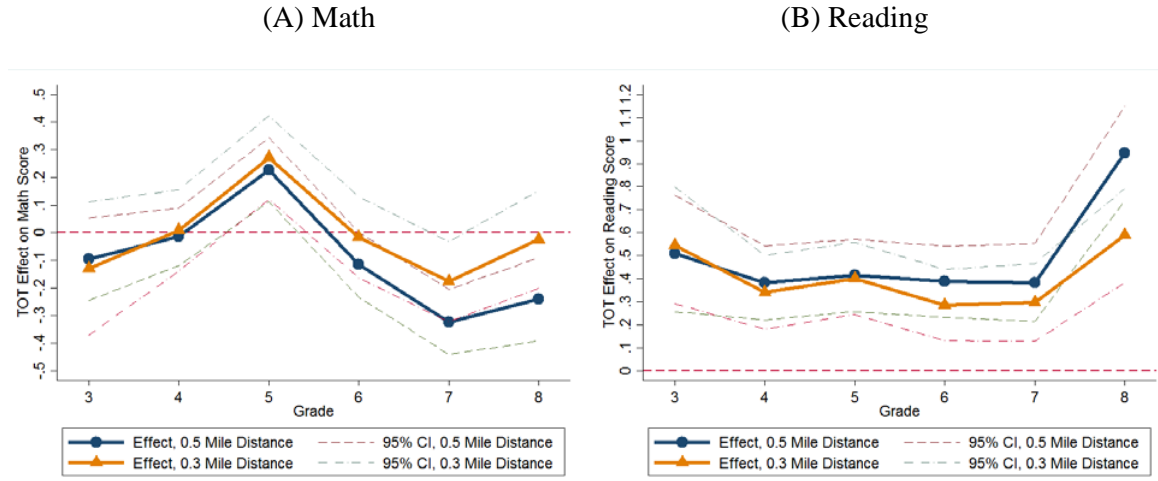 (A) Math
(B) Reading
TOT Effect on Math Score
.5
.4
.3
.2
.1
0
-.1
-.2
-.3
-.4
-.5
3 4 5 6 7 8
Grade
Effect, 0.5 Mile Distance 95% CI, 0.5 Mile Distance
Effect, 0.3 Mile Distance 95% CI, 0.3 Mile Distance
TOT Effect on Reading Score
1.2
1.1
1
.9
.8
.7
.6
.5
.4
.3
.2
.1
0
3 4 5 6 7 8
Grade
Effect, 0.5 Mile Distance 95% CI, 0.5 Mile Distance
Effect, 0.3 Mile Distance 95% CI, 0.3 Mile Distance